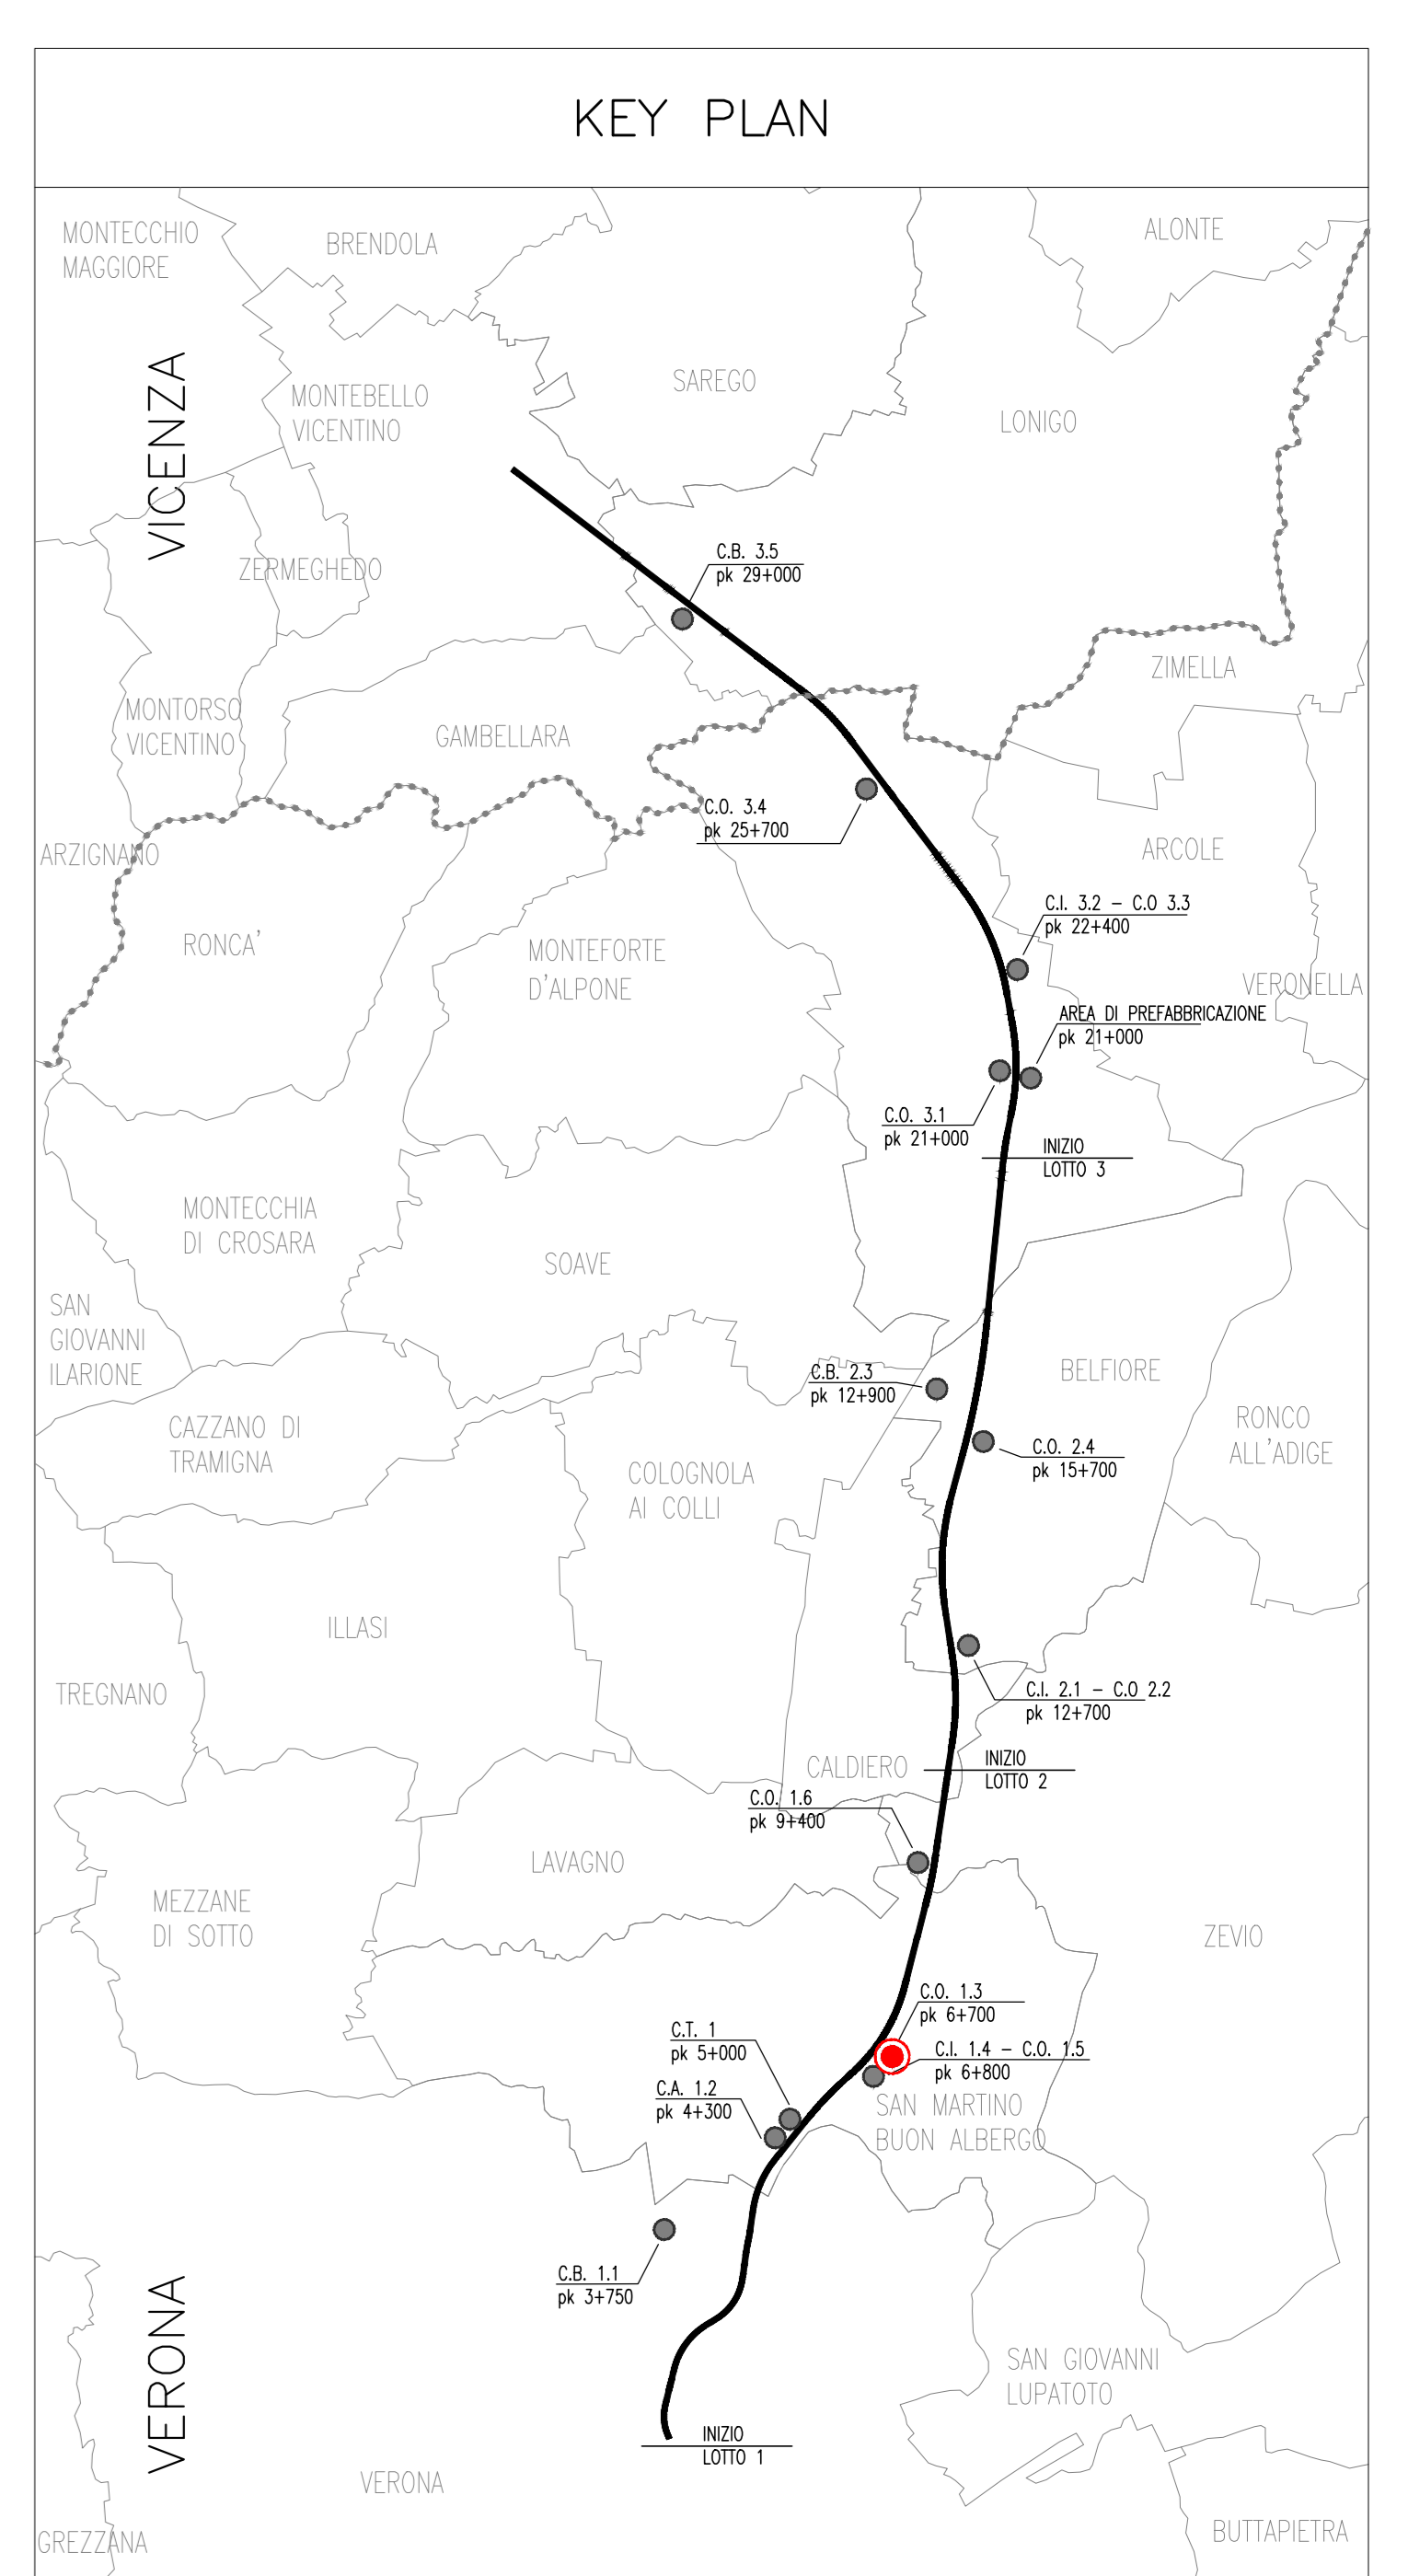 KEY PLAN
MONTECCHIO
MAGGIORE
BRENDOLA
ALONTE
VICENZA
MONTEBELLO
VICENTINO
SAREGO
LONIGO
ZERMEGHEDO
C.B. 3.5
pk 29+000
ZIMELLA
MONTORSO
VICENTINO
GAMBELLARA
C.O. 3.4
pk 25+700
ARZIGNANO
ARCOLE
RONCA'
MONTEFORTE
D'ALPONE
C.I. 3.2 - C.O 3.3
pk 22+400
VERONELLA
AREA DI PREFABBRICAZIONE
pk 21+000
C.O. 3.1
pk 21+000
INIZIO
LOTTO 3
MONTECCHIA
DI CROSARA
SOAVE
SAN
GIOVANNI
ILARIONE
C.B. 2.3
pk 12+900
BELFIORE
RONCO
ALL'ADIGE
CAZZANO DI
TRAMIGNA
C.O. 2.4
pk 15+700
COLOGNOLA
AI COLLI
ILLASI
TREGNANO
C.I. 2.1 - C.O 2.2
pk 12+700
CALDIERO
INIZIO
LOTTO 2
C.O. 1.6
pk 9+400
LAVAGNO
MEZZANE
DI SOTTO
ZEVIO
C.O. 1.3
pk 6+700
C.T. 1
pk 5+000
C.I. 1.4 - C.O. 1.5
pk 6+800
C.A. 1.2
pk 4+300
SAN MARTINO
BUON ALBERGO
C.B. 1.1
pk 3+750
VERONA
SAN GIOVANNI
LUPATOTO
INIZIO
LOTTO 1
VERONA
BUTTAPIETRA
GREZZANA